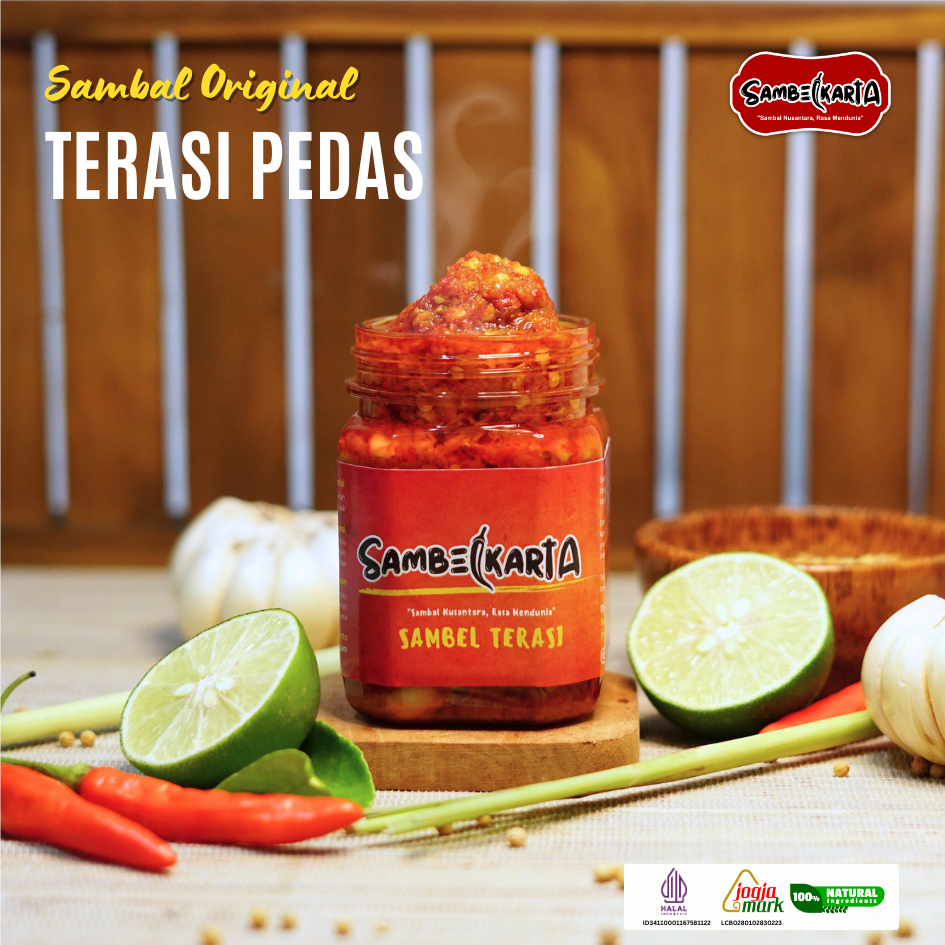 Sambal Original
TERASI PEDAS
SAMBELKARTA
"Sambal Nusantara, Rasa Mendunia"
SAMBELKARTA
"Sambal Nusantara, Rasa Mendunia"
SAMBEL TERASI
HALAL
INDONESIA
ID34110001167581122
jogja
mark
LCB0280102830223
100%
NATURAL
ingredients